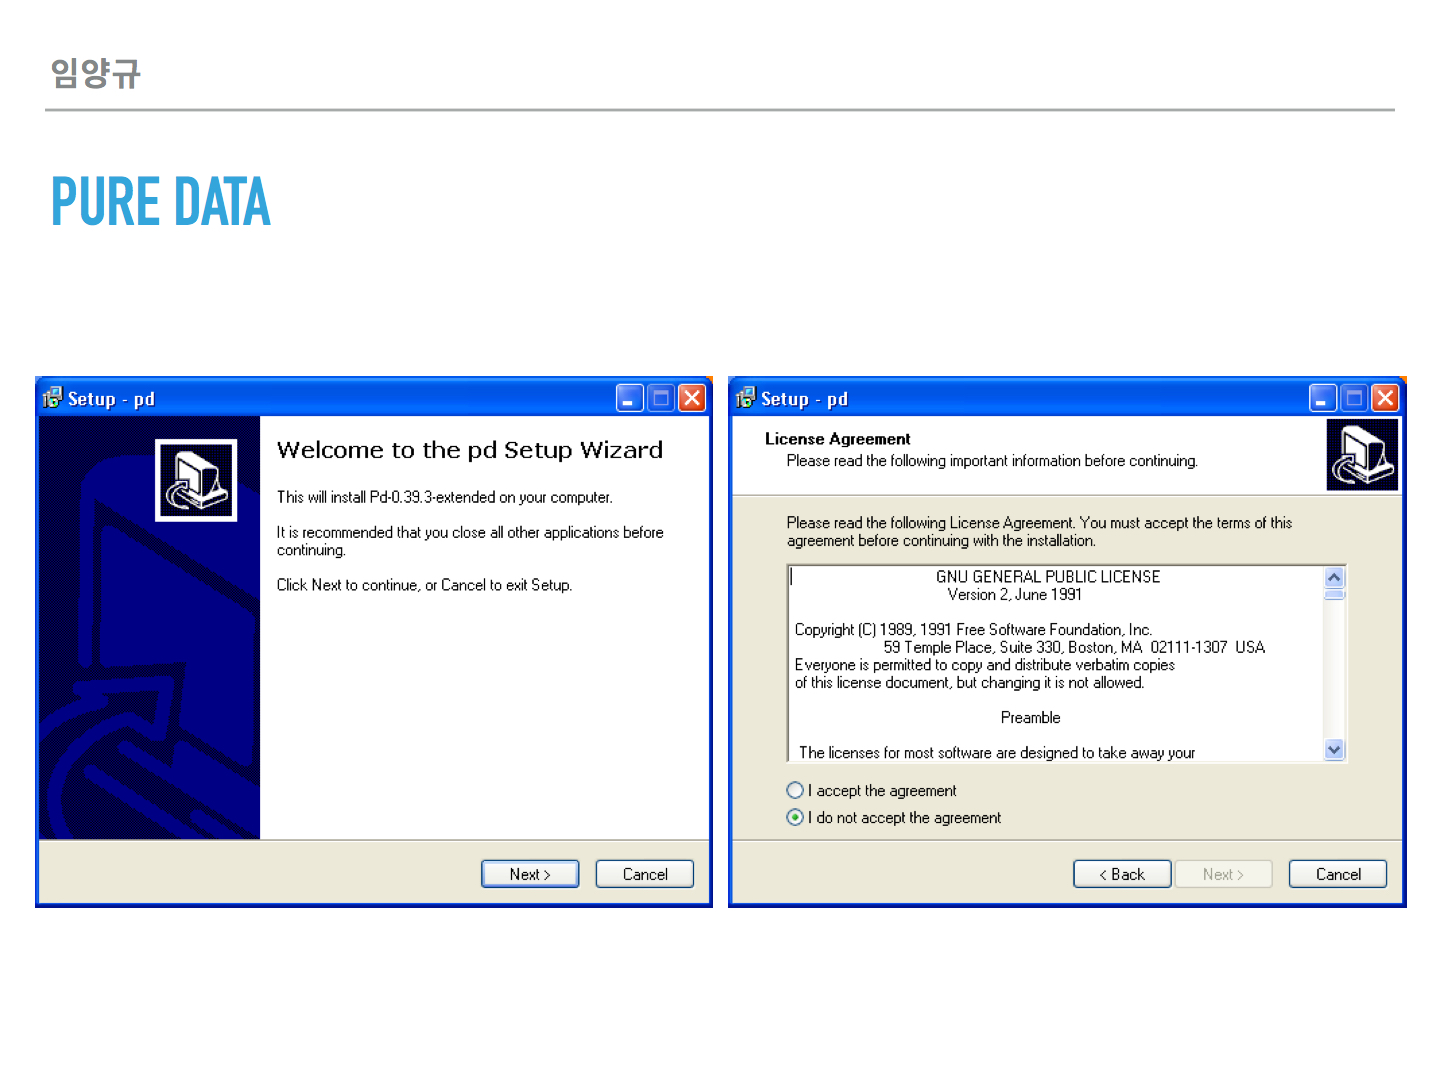 임양규
PURE DATA
Setup - pd
Welcome to the pd Setup Wizard
This will install Pd-0.39.3-extended on your computer.
It is recommended that you close all other applications before
continuing.
Click Next to continue, or Cancel to exit Setup.
Next >
Cancel
Setup - pd
License Agreement
Please read the following important information before continuing.
Please read the following License Agreement. You must accept the terms of this
agreement before continuing with the installation.
GNU GENERAL PUBLIC LICENSE
Version 2, June 1991
Copyright (C) 1989, 1991 Free Software Foundation, Inc.
59 Temple Place, Suite 330, Boston, MA  02111-1307  USA
Everyone is permitted to copy and distribute verbatim copies
of this license document, but changing it is not allowed.
Preamble
The licenses for most software are designed to take away your
I accept the agreement
I do not accept the agreement
< Back
Next >
Cancel